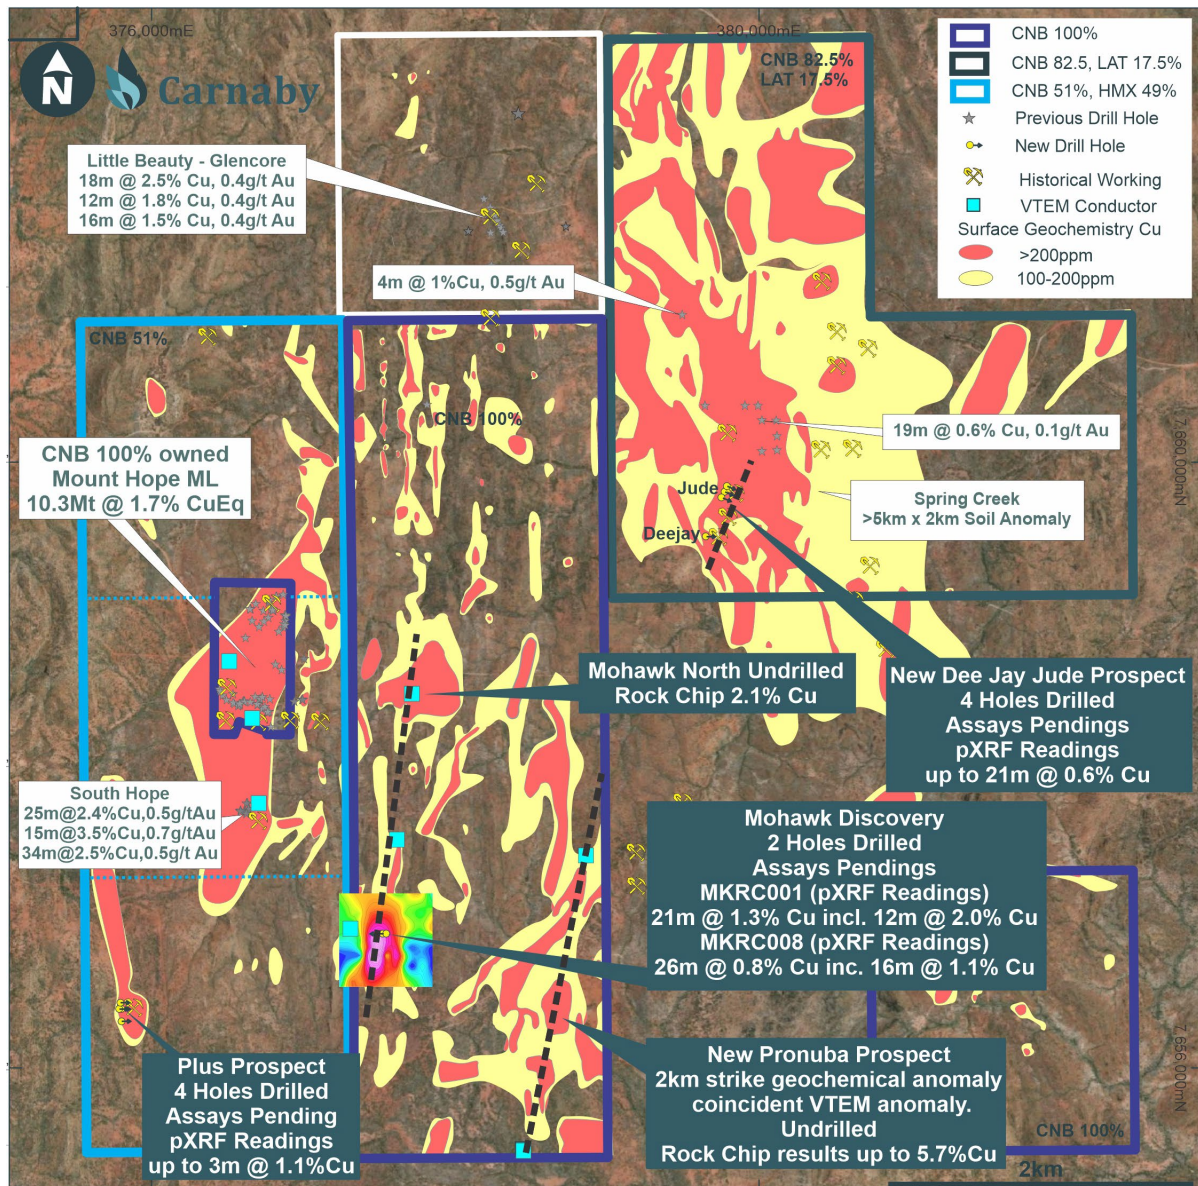 376,000mE
380,000mE
N
Carnaby
CNB 82.5%
LAT 17.5%
CNB 100%
CNB 82.5, LAT 17.5%
CNB 51%, HMX 49%
Previous Drill Hole
New Drill Hole
Historical Working
VTEM Conductor
Surface Geochemistry Cu
>200ppm
100-200ppm
Little Beauty - Glencore
18m @ 2.5% Cu, 0.4g/t Au
12m @ 1.8% Cu, 0.4g/t Au
16m @ 1.5% Cu, 0.4g/t Au
4m @ 1%Cu, 0.5g/t Au
CNB 51%
CNB 100%
19m @ 0.6% Cu, 0.1g/t Au
7,660,000mN
CNB 100% owned
Mount Hope ML
10.3Mt @ 1.7% CuEq
Jude
Deejay
Spring Creek
>5km x 2km Soil Anomaly
Mohawk North Undrilled
Rock Chip 2.1% Cu
New Dee Jay Jude Prospect
4 Holes Drilled
Assays Pendings
pXRF Readings
up to 21m @ 0.6% Cu
South Hope
25m@2.4%Cu,0.5g/tAu
15m@3.5%Cu,0.7g/tAu
34m@2.5%Cu,0.5g/t Au
Mohawk Discovery
2 Holes Drilled
Assays Pendings
MKRC001 (pXRF Readings)
21m @ 1.3% Cu incl. 12m @ 2.0% Cu
MKRC008 (pXRF Readings)
26m @ 0.8% Cu inc. 16m @ 1.1% Cu
Plus Prospect
4 Holes Drilled
Assays Pending
pXRF Readings
up to 3m @ 1.1%Cu
New Pronuba Prospect
2km strike geochemical anomaly
coincident VTEM anomaly.
Undrilled
Rock Chip results up to 5.7%Cu
7,656,000mN
CNB 100%
2km